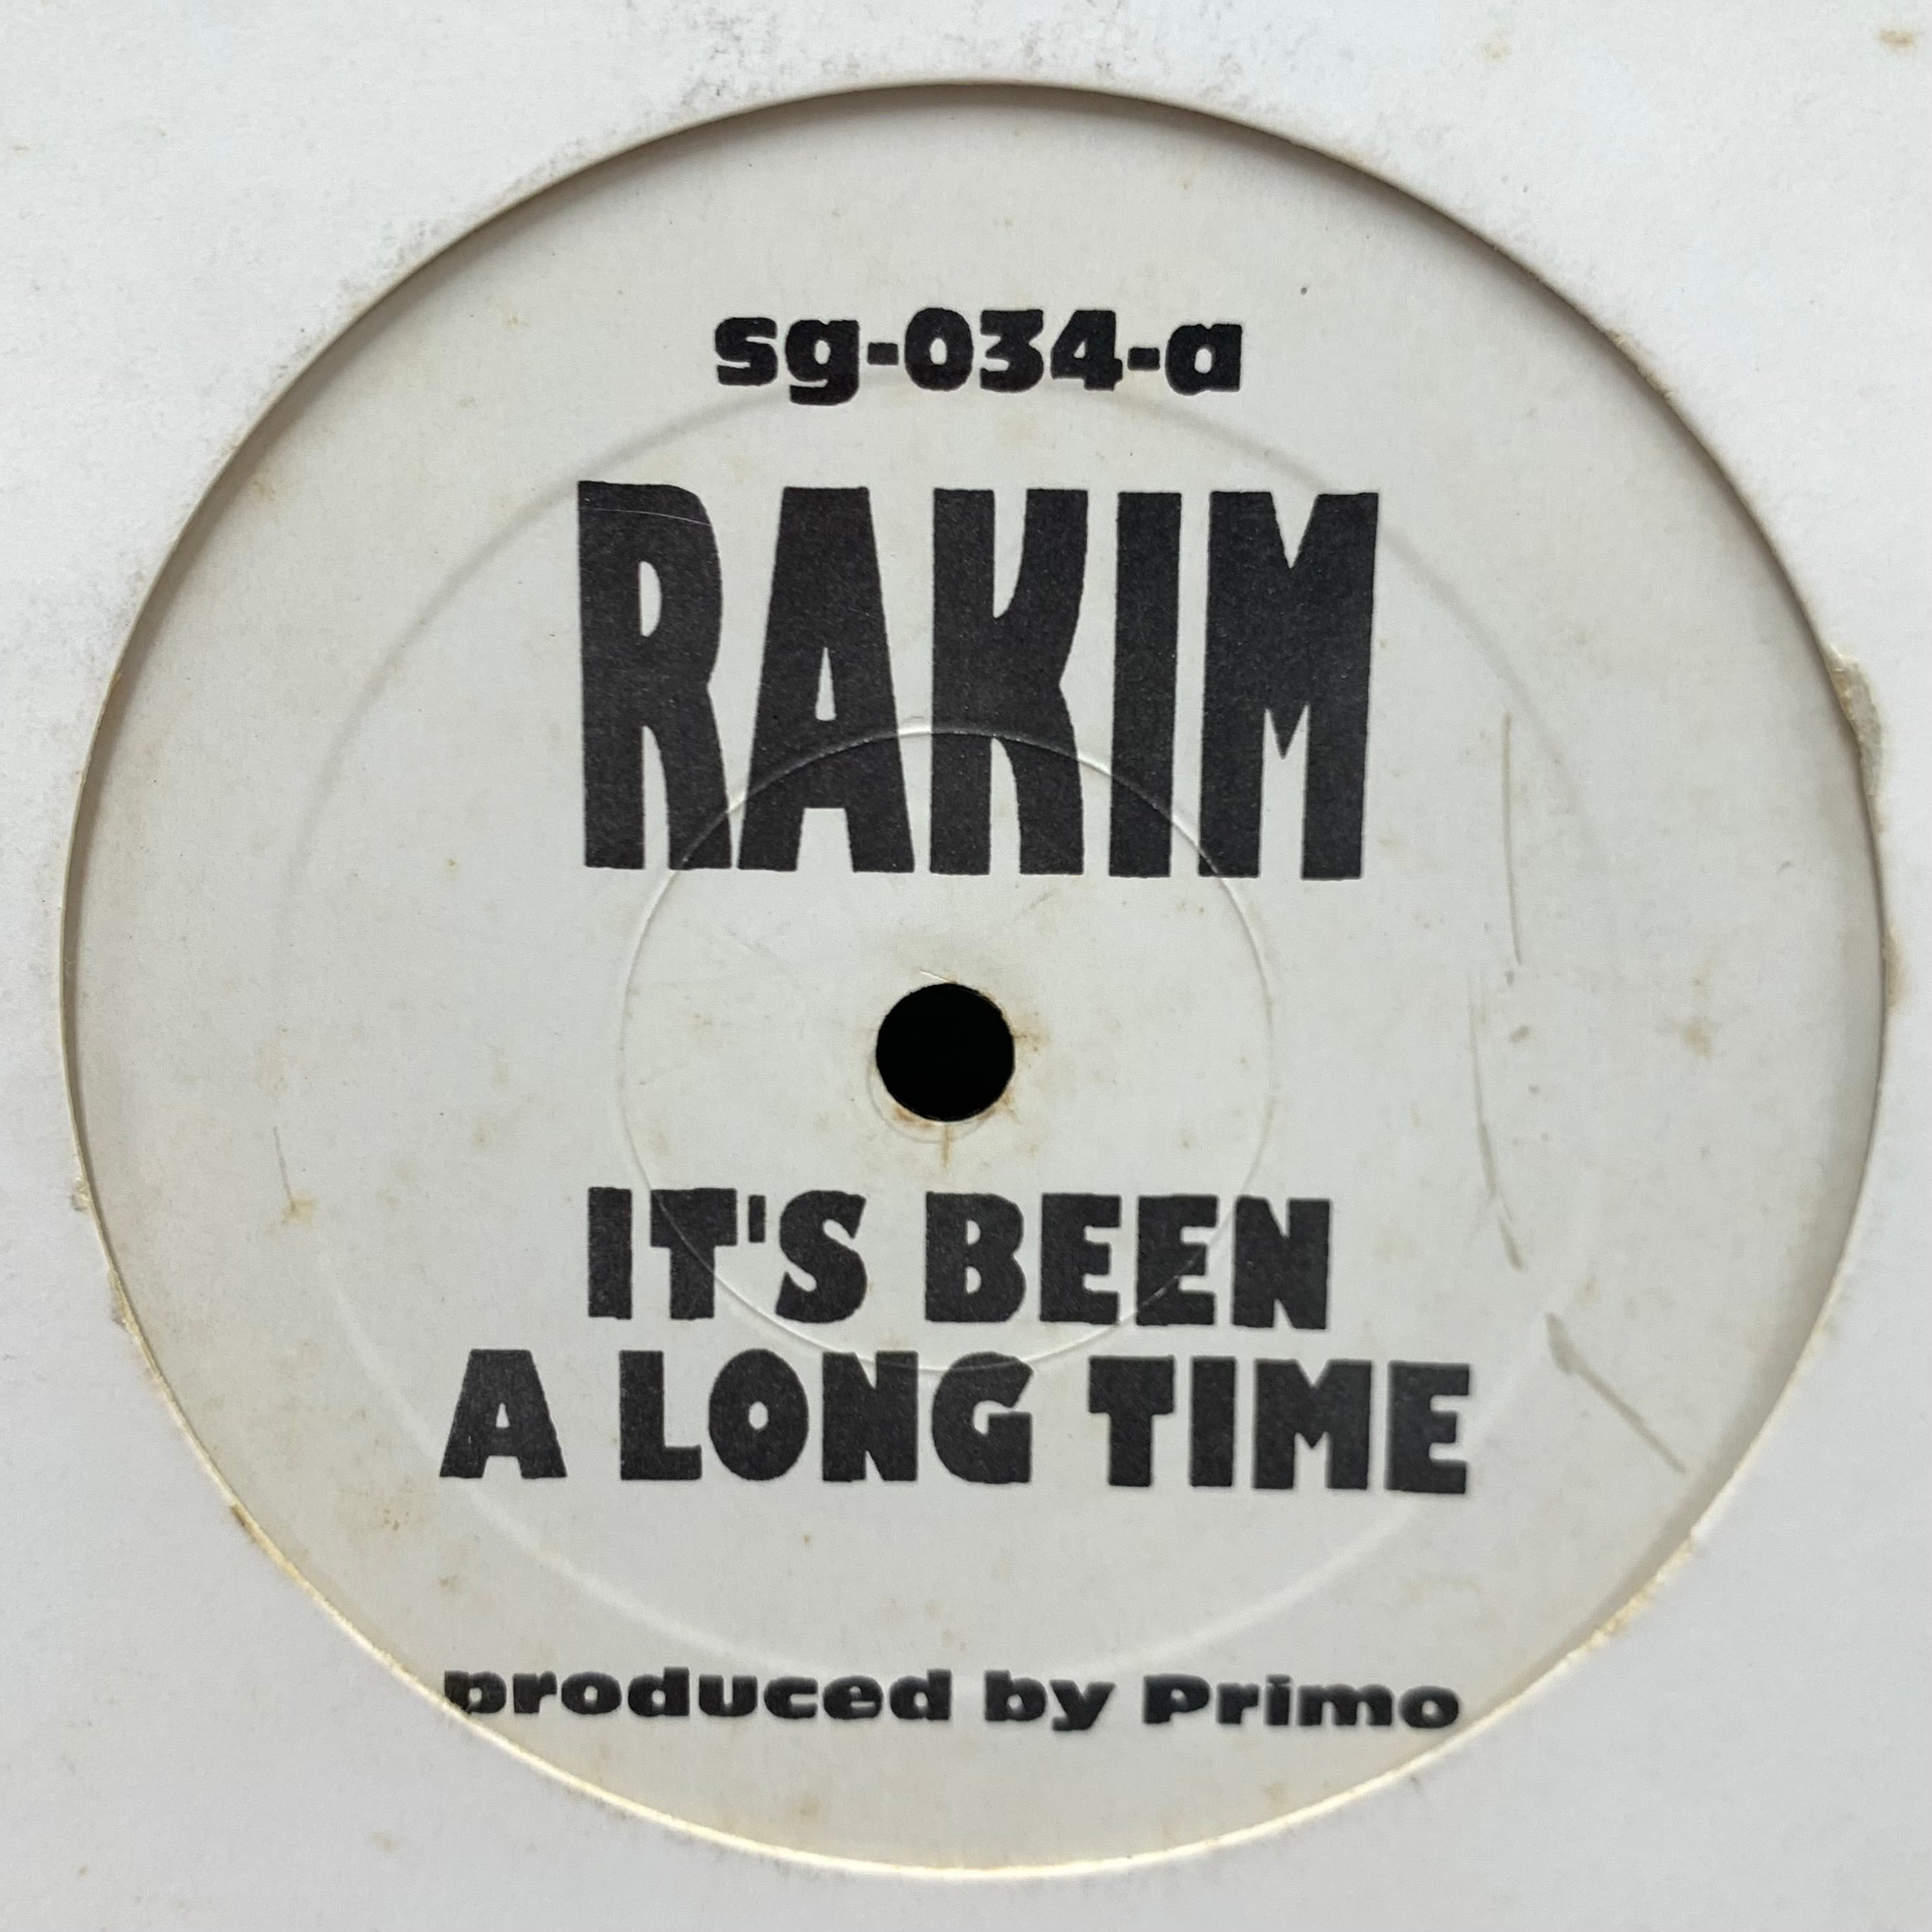 sg-034-a
RAKIM
IT'S BEEN
A LONG TIME
produced by Primo